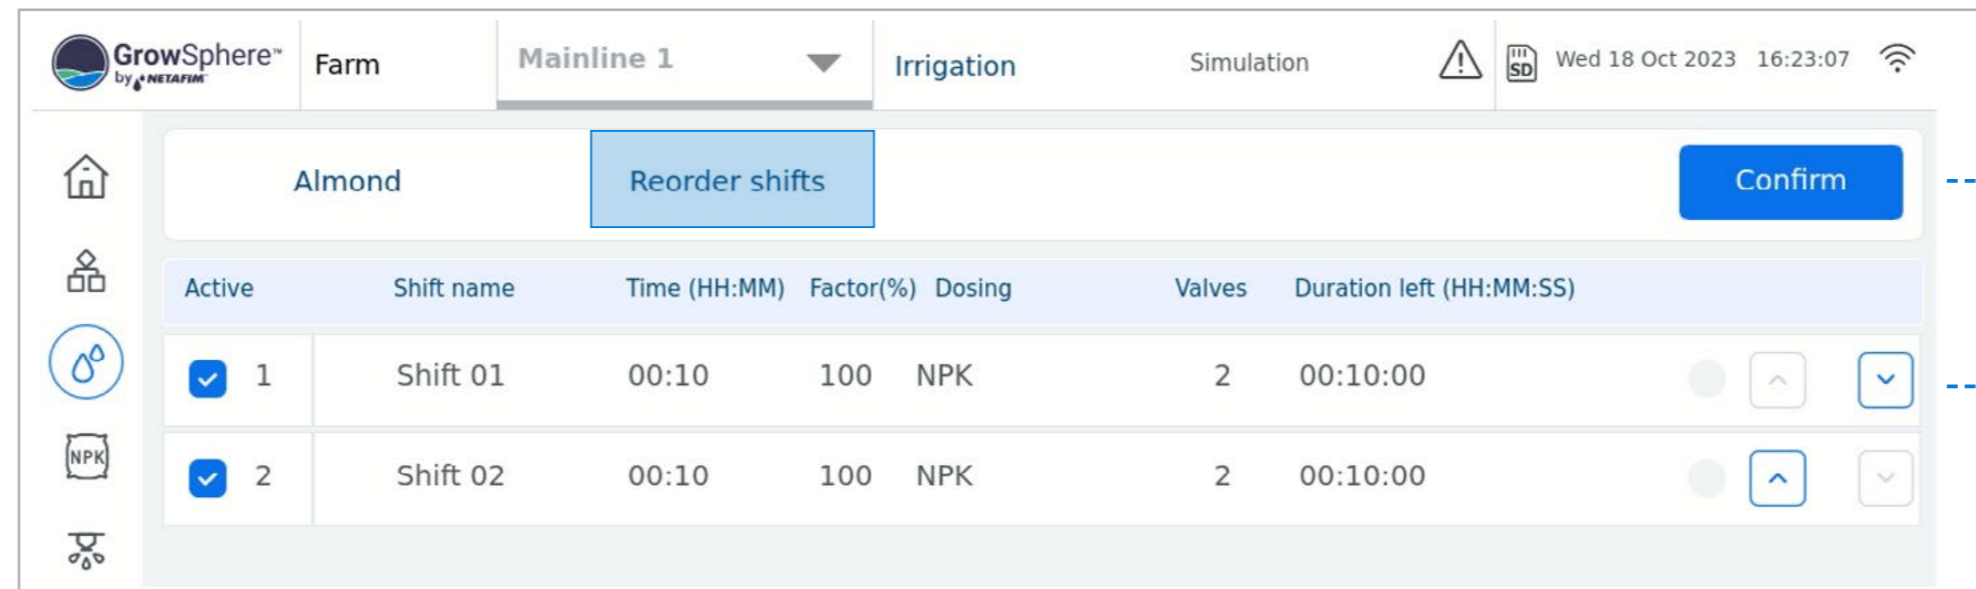 GrowSphere™
by NETAFIM™
Farm
Mainline 1
Irrigation
Simulation
SD
Wed 18 Oct 2023 16:23:07
Almond
Reorder shifts
Confirm
Active Shift name Time (HH:MM) Factor(%) Dosing Valves Duration left (HH:MM:SS)
1 Shift 01 00:10 100 NPK 2 00:10:00
NPK
2 Shift 02 00:10 100 NPK 2 00:10:00